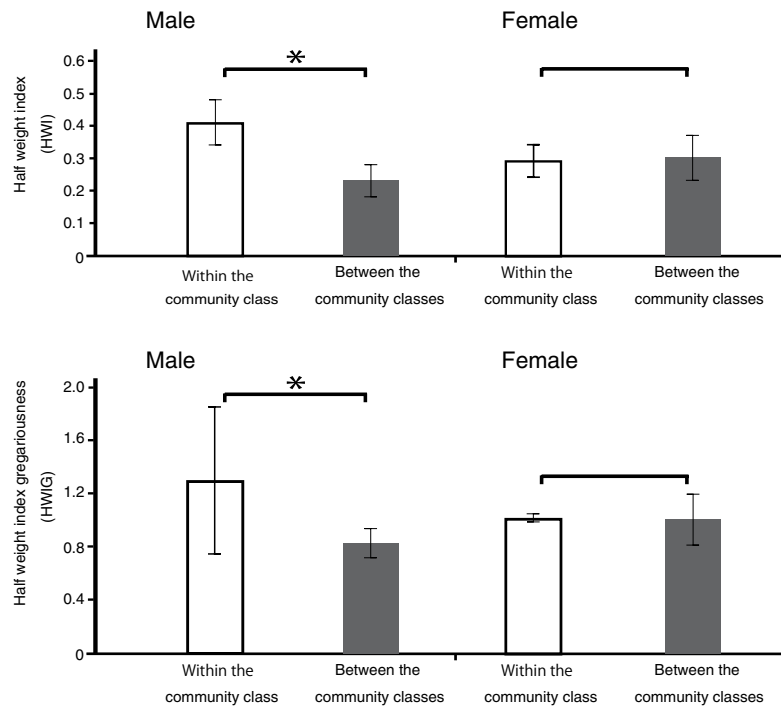 Male Female
*
Half weight index
(HWI)
0.6
0.5
0.4
0.3
0.2
0.1
0
Within the Between the Within the Between the
community class community classes community class community classes
Male Female
*
Half weight index gregariousness
(HWIG)
2.0
1.6
1.2
0.8
0.4
0
Within the Between the Within the Between the
community class community classes community class community classes